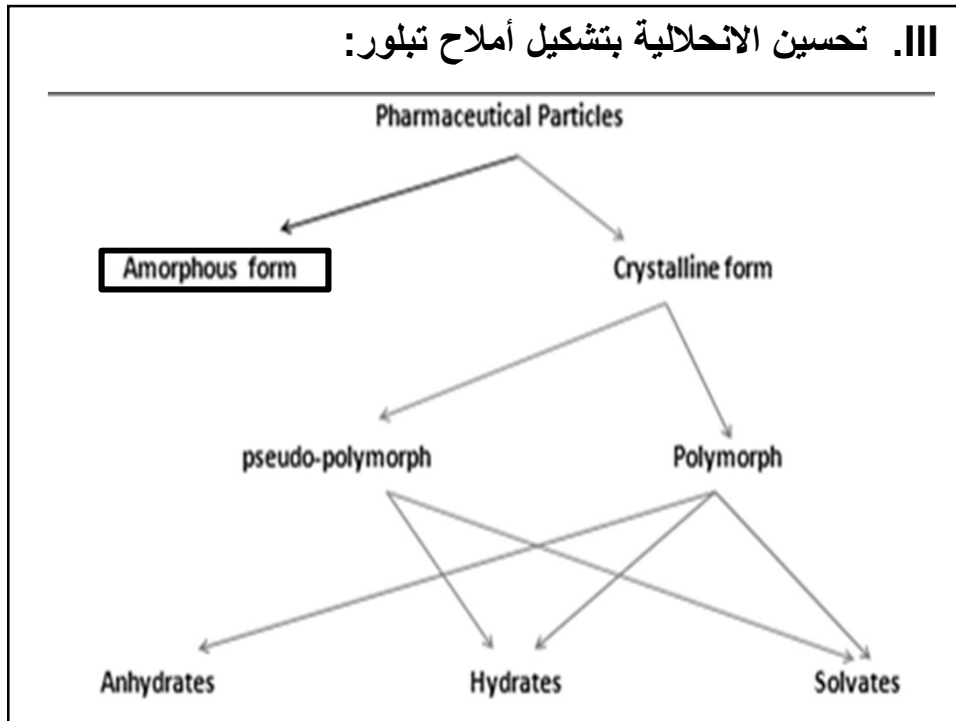 III. تحسين الانحلالية بتشكيل أملاح تبلور:
Pharmaceutical Particles
Amorphous form
Crystalline form
pseudo-polymorph
Polymorph
Anhydrates
Hydrates
Solvates